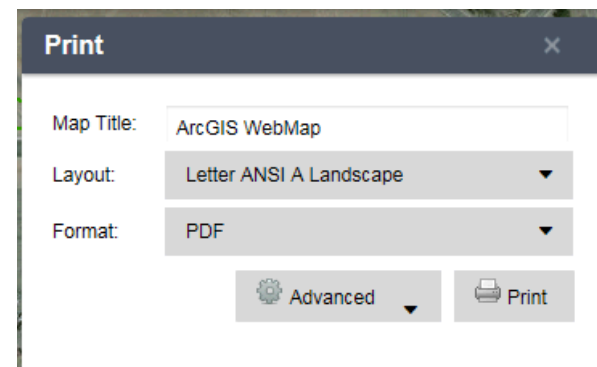 Print
Map Title: ArcGIS WebMap
Layout: Letter ANSI A Landscape
Format: PDF
Advanced Print